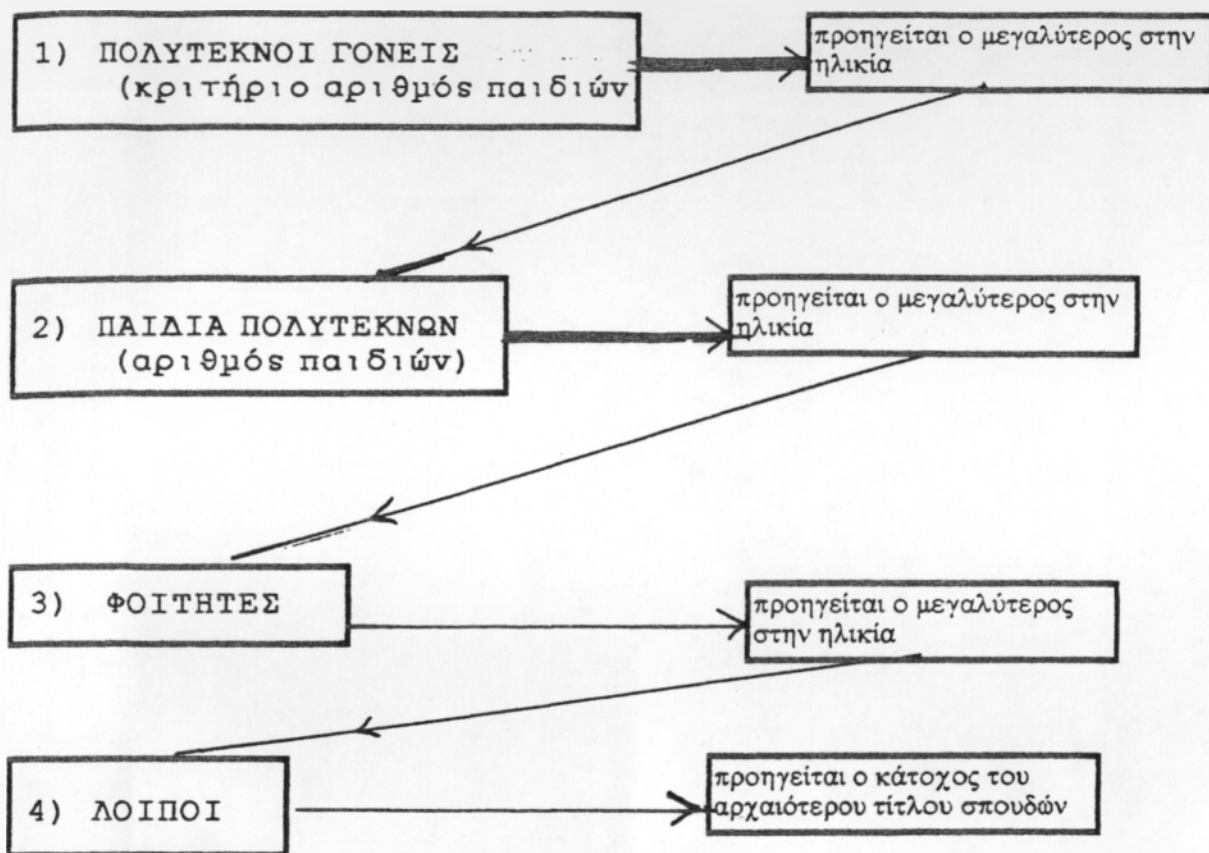 1) ΠΟΛΥΤΕΚΝΟΙ ΓΟΝΕΙΣ
(κριτήριο αριθμός παιδιών
προηγείται ο μεγαλύτερος στην
ηλικία
2) ΠΑΙΔΙΑ ΠΟΛΥΤΕΚΝΩΝ
(αριθμός παιδιών)
προηγείται ο μεγαλύτερος στην
ηλικία
3) ΦΟΙΤΗΤΕΣ
προηγείται ο μεγαλύτερος
στην ηλικία
4) ΛΟΙΠΟΙ
προηγείται ο κάτοχος του
αρχαιότερου τίτλου σπουδών